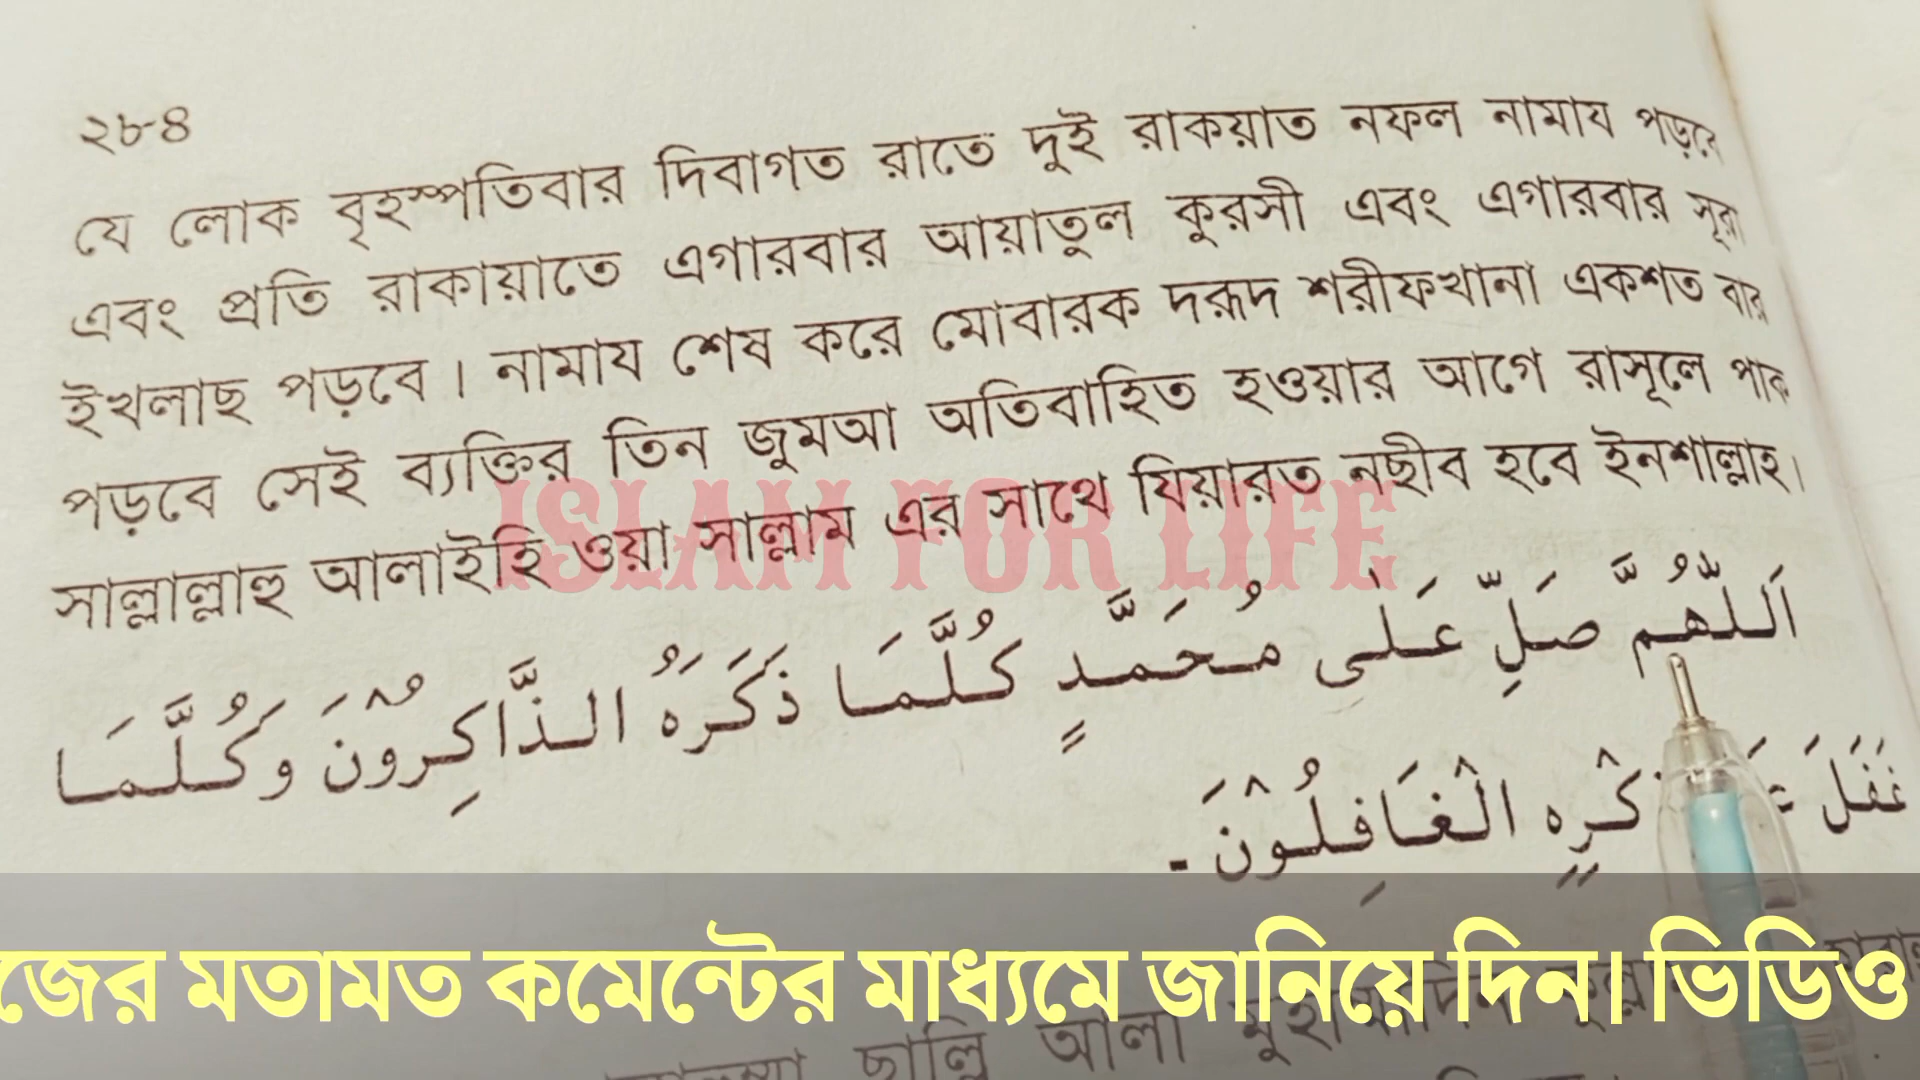 ২৮৪
যে লোক বৃহস্পতিবার দিবাগত রাতে দুই রাকয়াত নফল নামায পড়বে
এবং প্রতি রাকায়াতে এগারবার আয়াতুল কুরসী এবং এগারবার সূরা
ইখলাছ পড়বে। নামায শেষ করে মোবারক দরূদ শরীফখানা একশত বার
পড়বে সেই ব্যক্তির তিন জুমআ অতিবাহিত হওয়ার আগে রাসূলে পাক
সাল্লাল্লাহু আলাইহি ওয়া সাল্লাম এর সাথে যিয়ারত নছীব হবে ইনশাল্লাহ।
ISLAM FOR LIFE
اَللّٰهُمَّ صَلِّ عَلٰى مُحَمَّدٍ كُلَّمَا ذَكَرَهُ الذَّاكِرُوْنَ وَكُلَّمَا
غَفَلَ كْرِهِ الْغَافِلُوْنَ -
জের মতামত কমেন্টের মাধ্যমে জানিয়ে দিন। ভিডিও
ছাল্লি আলা